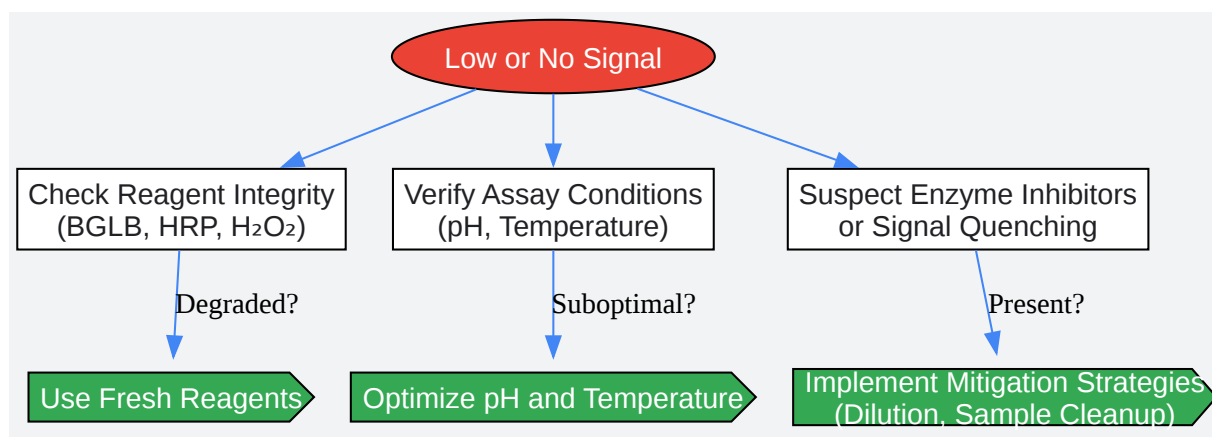 Low or No Signal
Check Reagent Integrity
(BGLB, HRP, H₂O₂)
Verify Assay Conditions
(pH, Temperature)
Suspect Enzyme Inhibitors
or Signal Quenching
Degraded?
Suboptimal?
Present?
Use Fresh Reagents
Optimize pH and Temperature
Implement Mitigation Strategies
(Dilution, Sample Cleanup)